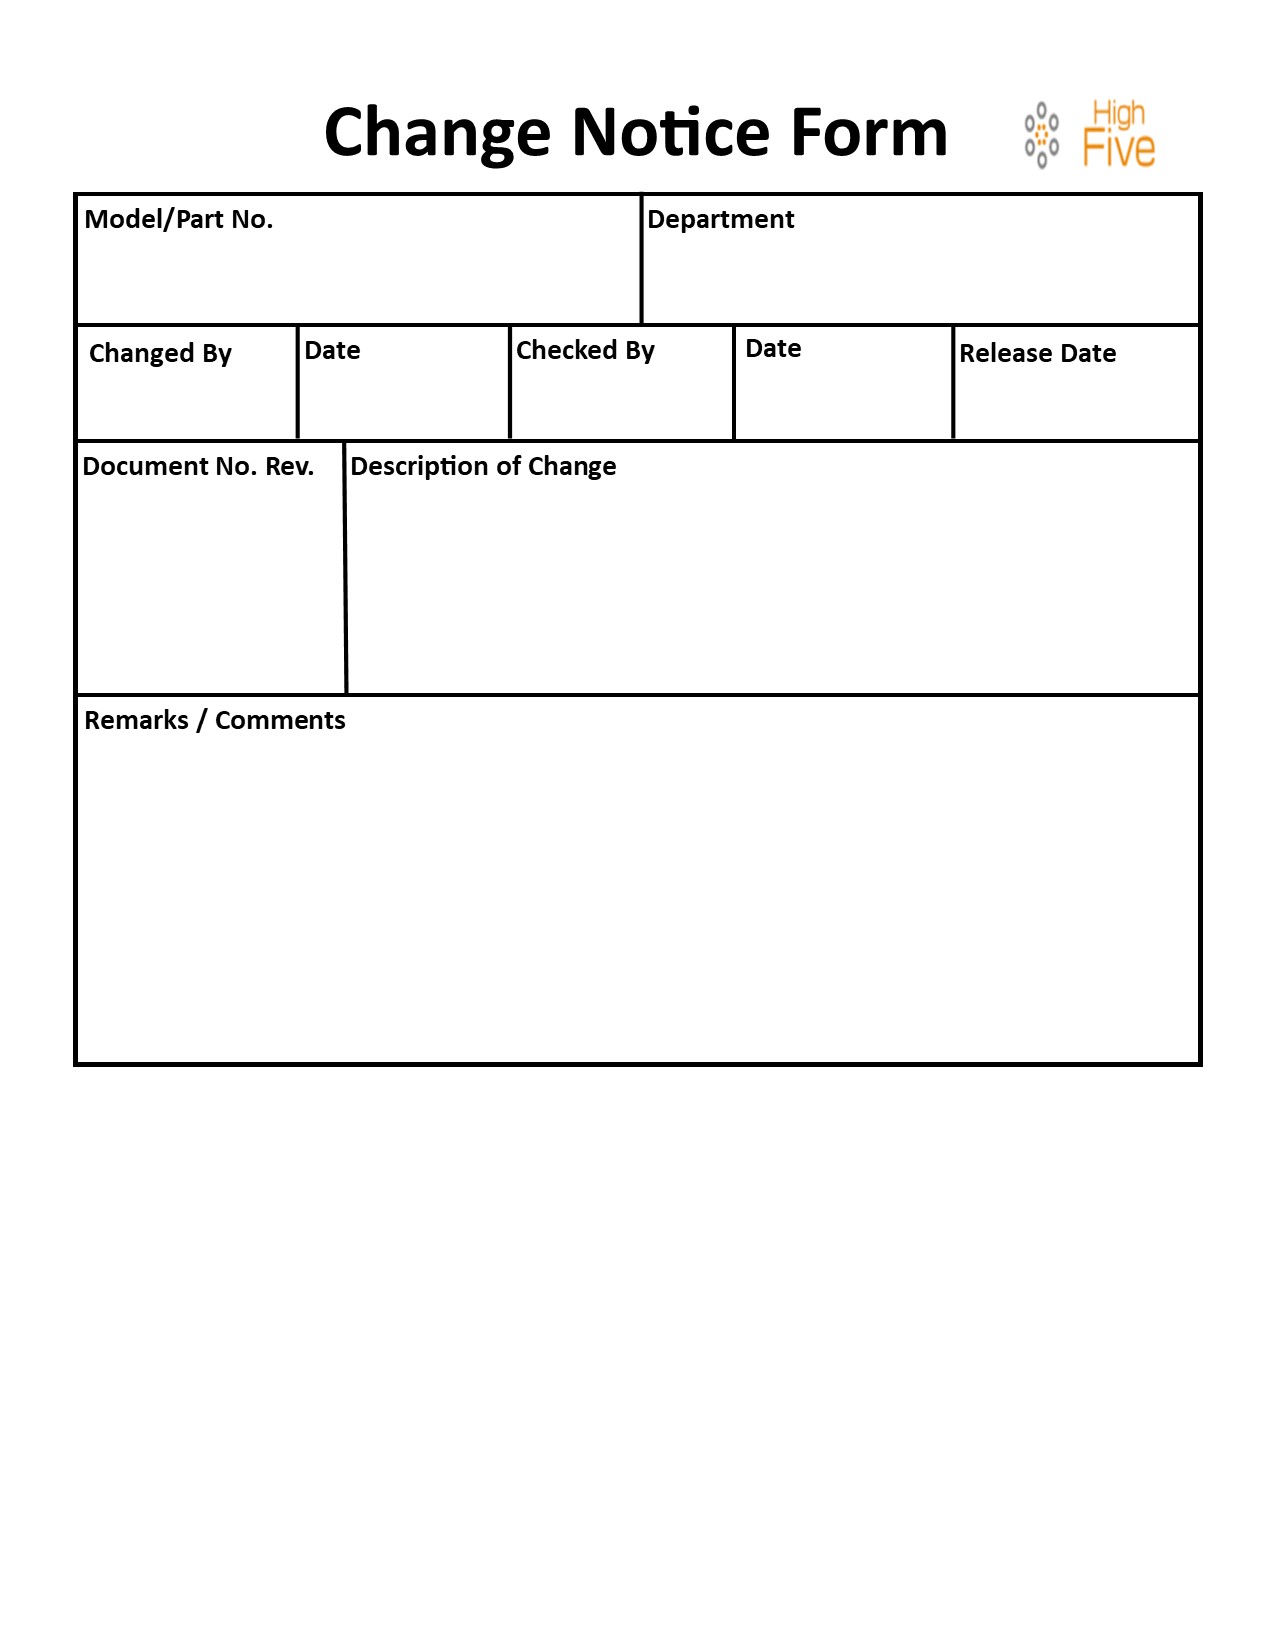 Change Notice Form
High
Five
Model/Part No.
Department
Changed By
Date
Checked By
Date
Release Date
Document No. Rev.
Description of Change
Remarks / Comments